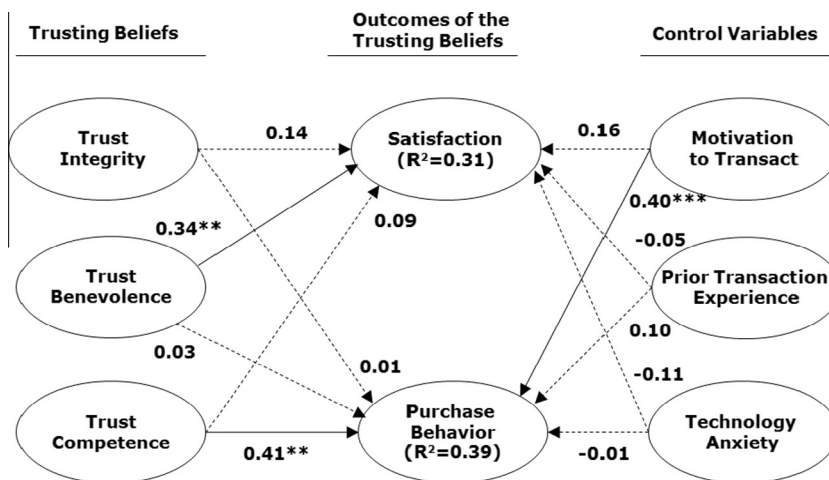 Trusting Beliefs
Outcomes of the
Trusting Beliefs
Control Variables
Trust
Integrity
0.14
Satisfaction
(R²=0.31)
0.16
Motivation
to Transact
0.34**
0.09
0.40***
-0.05
Trust
Benevolence
Prior Transaction
Experience
0.03
0.01
0.10
-0.11
Trust
Competence
0.41**
Purchase
Behavior
(R²=0.39)
-0.01
Technology
Anxiety